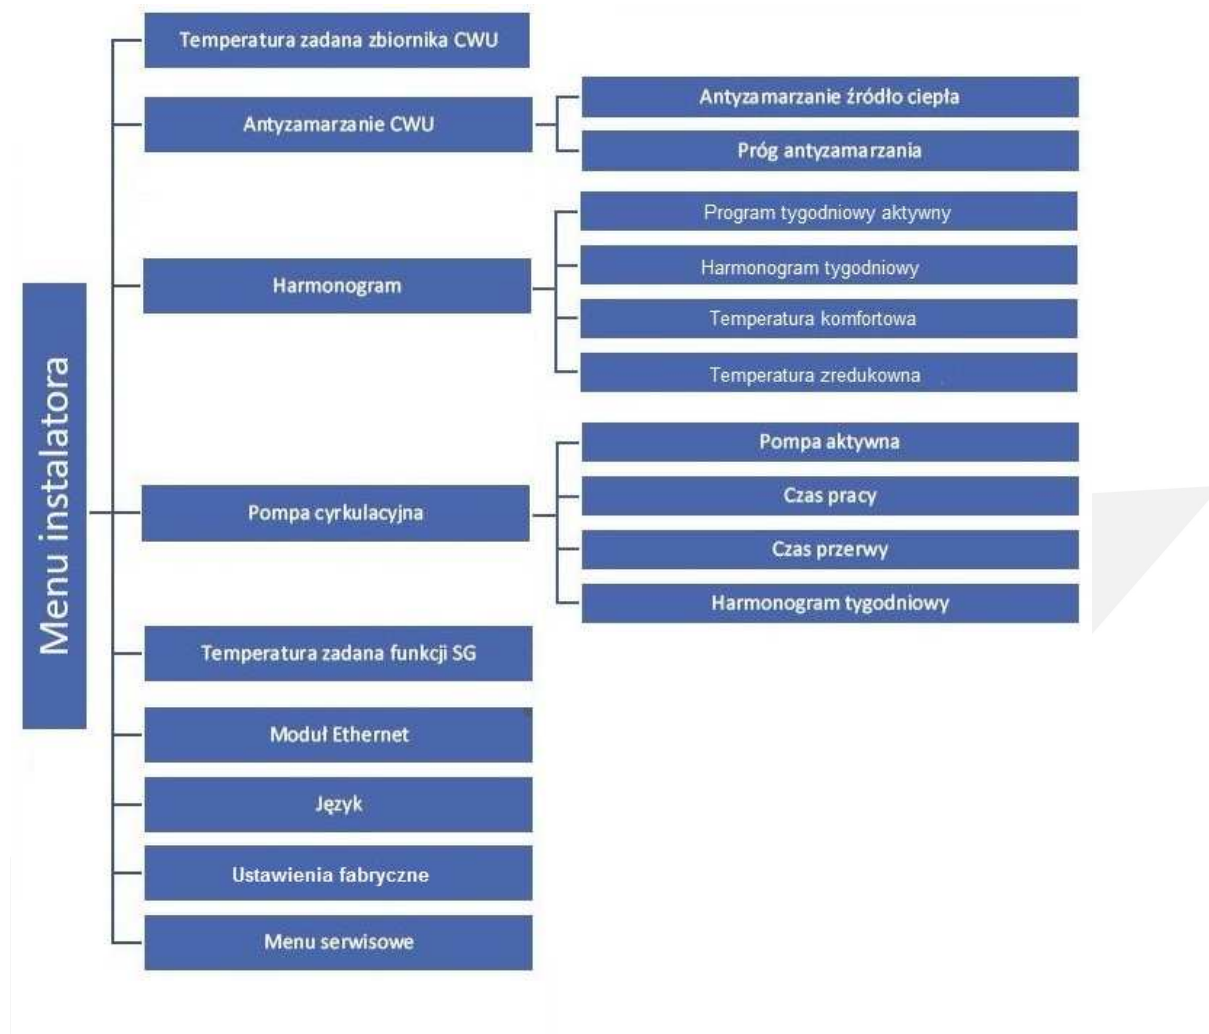 Menu instalatora
Temperatura zadana zbiornika CWU
Antyzamarzanie CWU
Antyzamarzanie źródło ciepła
Próg antyzamarzania
Harmonogram
Program tygodniowy aktywny
Harmonogram tygodniowy
Temperatura komfortowa
Temperatura zredukowna
Pompa cyrkulacyjna
Pompa aktywna
Czas pracy
Czas przerwy
Harmonogram tygodniowy
Temperatura zadana funkcji SG
Moduł Ethernet
Język
Ustawienia fabryczne
Menu serwisowe